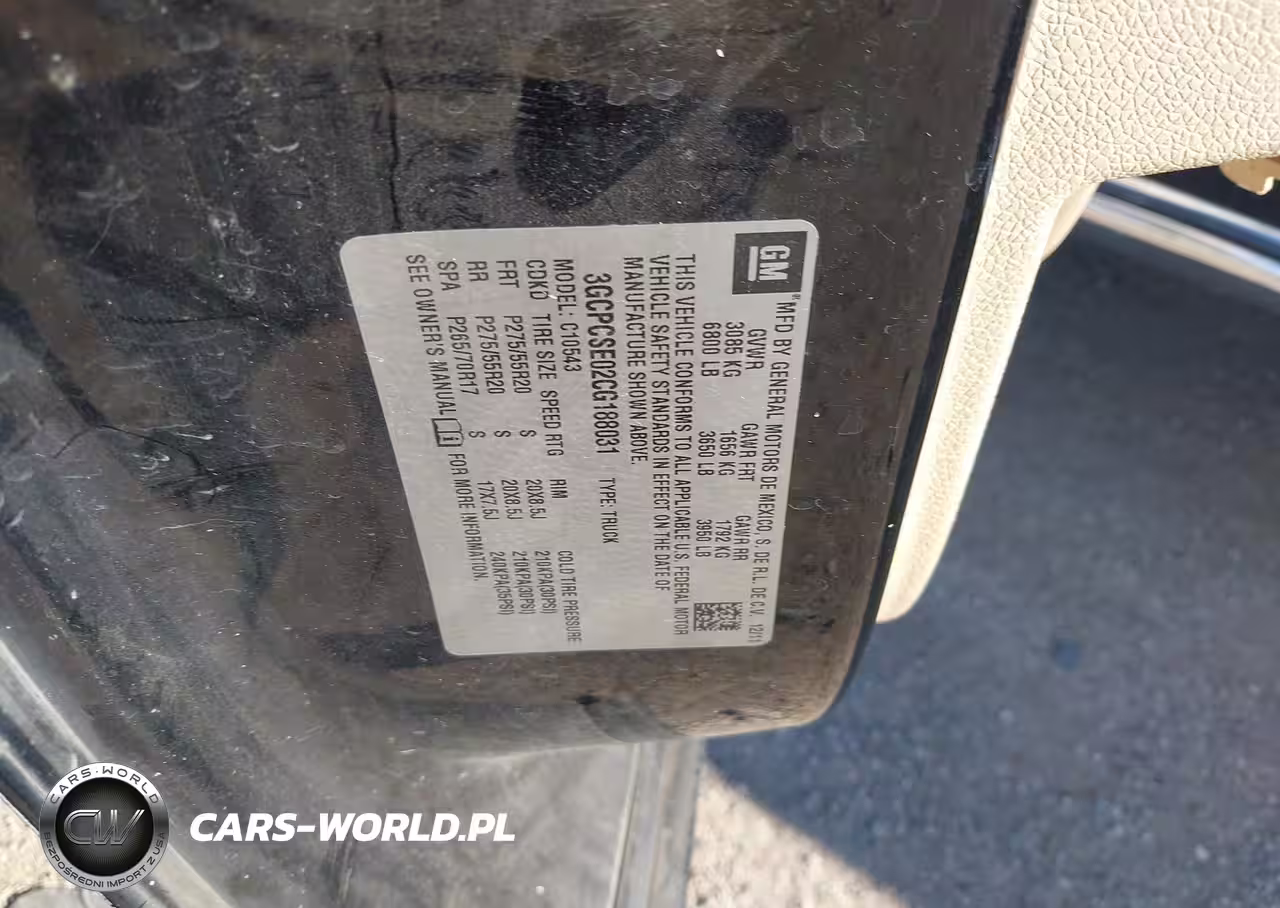 GM
® MFD BY GENERAL MOTORS DE MEXICO, S. DE R.L. DE C.V. 12/11
GVWR GAWR FRT GAWR RR
3085 KG 1656 KG 1792 KG
6800 LB 3650 LB 3950 LB
THIS VEHICLE CONFORMS TO ALL APPLICABLE U.S. FEDERAL MOTOR
VEHICLE SAFETY STANDARDS IN EFFECT ON THE DATE OF
MANUFACTURE SHOWN ABOVE.
3GCPCSE02CG188031 TYPE: TRUCK
MODEL: C10543
CDKD TIRE SIZE SPEED RTG RIM COLD TIRE PRESSURE
FRT P275/55R20 S 20X8.5J 210KPA(30PSI)
RR P275/55R20 S 20X8.5J 210KPA(30PSI)
SPA P265/70R17 17X7.5J 240KPA(35PSI)
SEE OWNER'S MANUAL FOR MORE INFORMATION.
CARS-WORLD
CW
BEZPOŚREDNI IMPORT Z USA
CARS-WORLD.PL